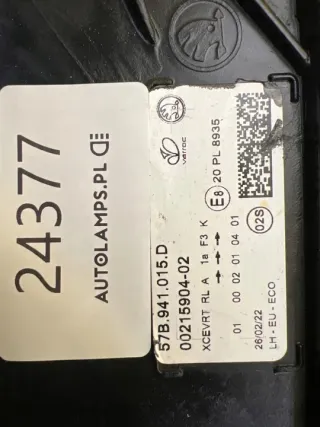 24377
AUTOLAMPS.PL
varroc
57B.941.015.D
00215904-02
E8
20 PL 8935
XCEVRT RL A 1a F3 K
01 00 02 01 04 01
02S
26/02/22
LH - EU - ECO